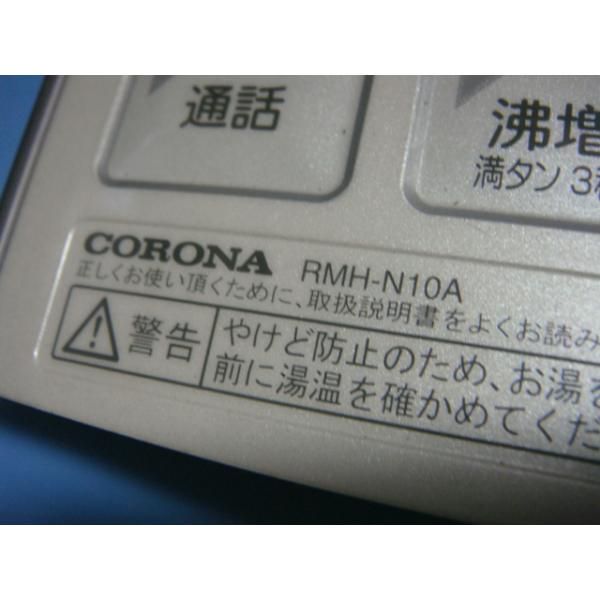 通話
沸増
満タン3秒
CORONA RMH-N10A
正しくお使い頂くために、取扱説明書をよくお読み
警告
やけど防止のため、お湯を
前に湯温を確かめてくだ